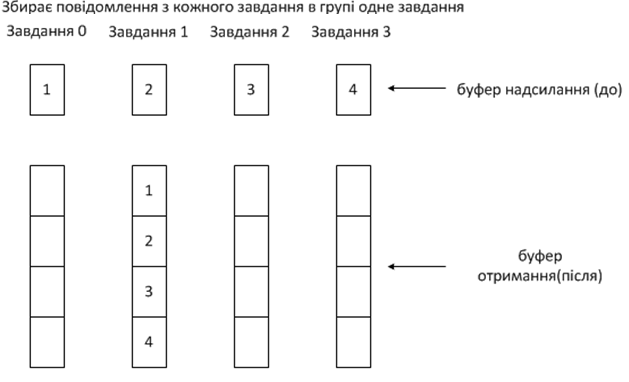 Збирає повідомлення з кожного завдання в групі одне завдання
Завдання 0 Завдання 1 Завдання 2 Завдання 3
1 2 3 4 буфер надсилання (до)
1
2
буфер
отримання(після)
3
4